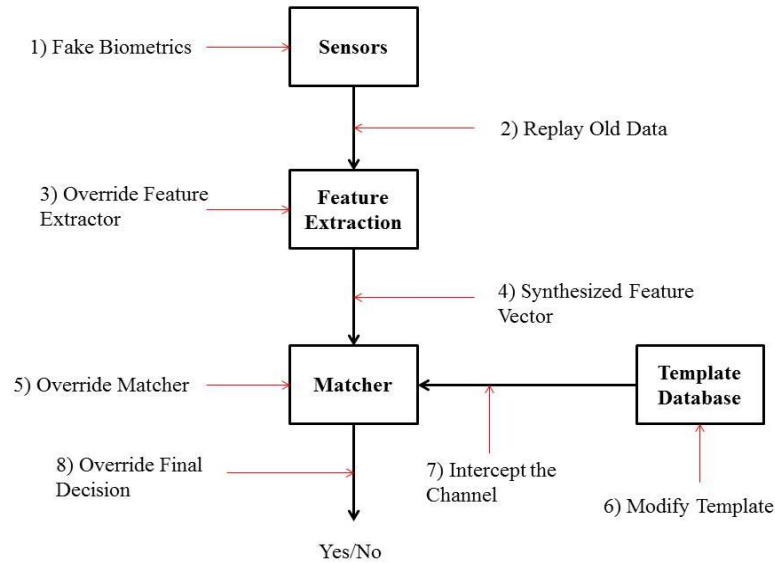 1) Fake Biometrics
Sensors
2) Replay Old Data
3) Override Feature
Extractor
Feature
Extraction
4) Synthesized Feature
Vector
5) Override Matcher
Matcher
Template
Database
8) Override Final
Decision
7) Intercept the
Channel
6) Modify Template
Yes/No